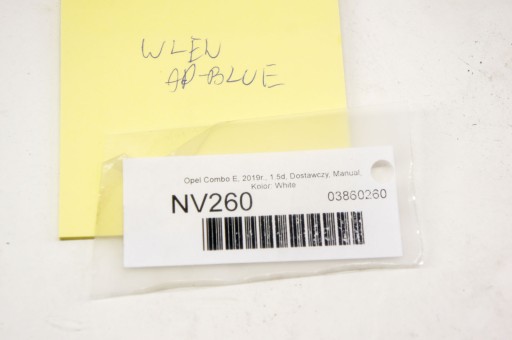 WLEW
AD-BLUE
Opel Combo E, 2019r., 1.5d, Dostawczy, Manual,
Kolor: White
NV260
03860260